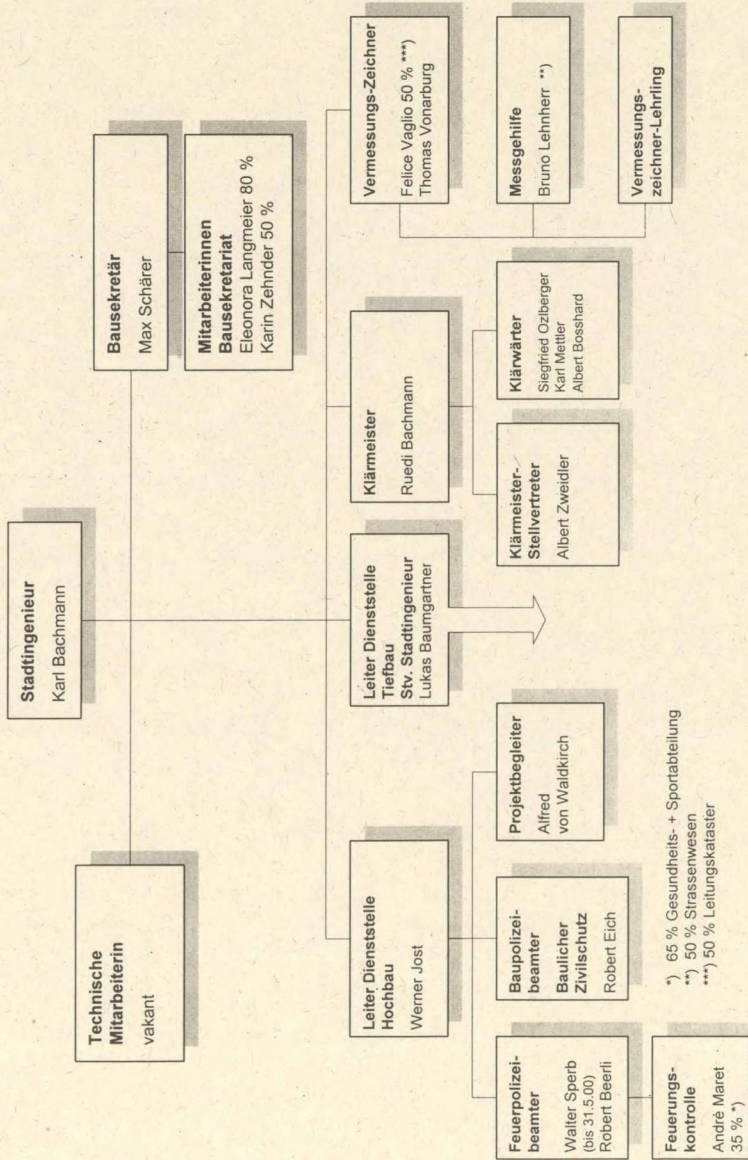 Stadtingenieur
Karl Bachmann
Technische
Mitarbeiterin
vakant
Bausekretär
Max Schärer
Mitarbeiterinnen
Bausekretariat
Eleonora Langmeier 80 %
Karin Zehnder 50 %
Leiter Dienststelle
Hochbau
Werner Jost
Leiter Dienststelle
Tiefbau
Stv. Stadtingenieur
Lukas Baumgartner
Klärmeister
Ruedi Bachmann
Vermessungs-Zeichner
Felice Vaglio 50 % ***)
Thomas Vonarburg
Feuerpolizei-
beamter
Walter Sperb
(bis 31.5.00)
Robert Beerli
Baupolizei-
beamter
Baulicher
Zivilschutz
Robert Eich
Projektbegleiter
Alfred
von Waldkirch
Klärmeister-
Stellvertreter
Albert Zweidler
Klärwärter
Siegfried Ozlberger
Karl Mettler
Albert Bosshard
Messgehilfe
Bruno Lehnherr **)
Vermessungs-
zeichner-Lehrling
Feuerungs-
kontrolle
André Maret
35 % *)
*) 65 % Gesundheits- + Sportabteilung
**) 50 % Strassenwesen
***) 50 % Leitungskataster